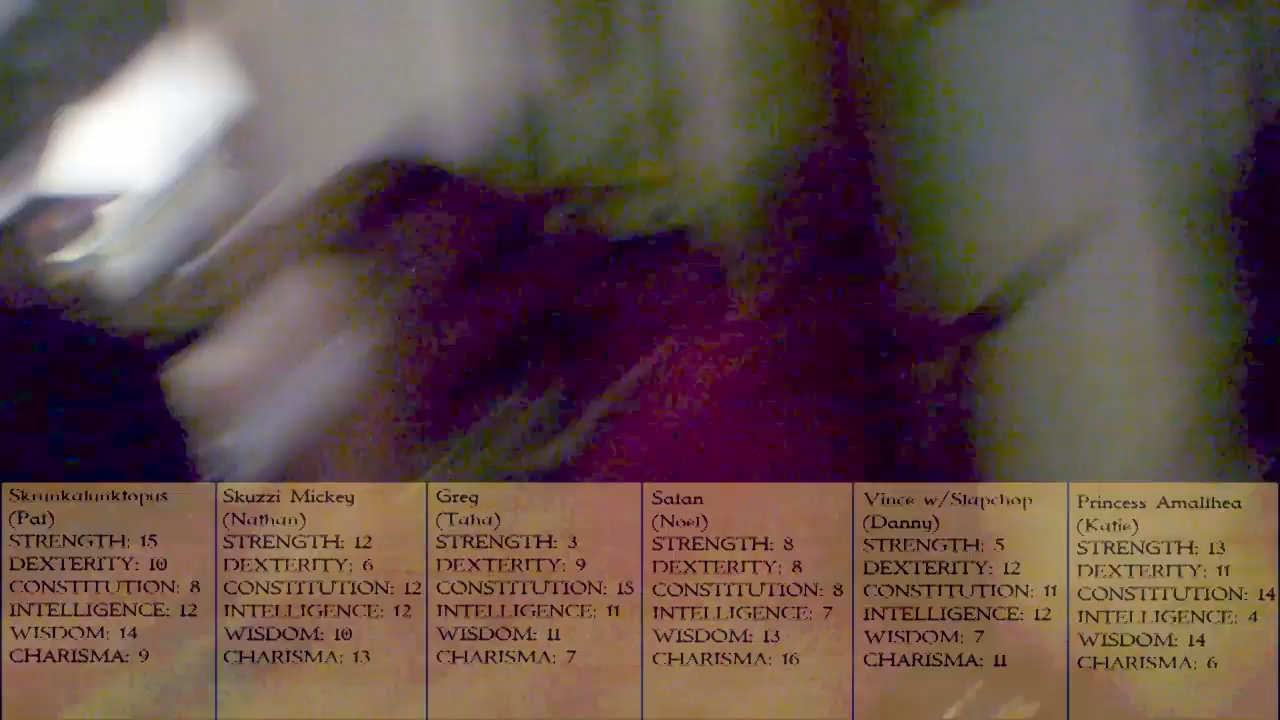 Skrunkalunktopus
(Pat)
STRENGTH: 15
DEXTERITY: 10
CONSTITUTION: 8
INTELLIGENCE: 12
WISDOM: 14
CHARISMA: 9
Skuzzi Mickey
(Nathan)
STRENGTH: 12
DEXTERITY: 6
CONSTITUTION: 12
INTELLIGENCE: 12
WISDOM: 10
CHARISMA: 13
Greg
(Taha)
STRENGTH: 3
DEXTERITY: 9
CONSTITUTION: 15
INTELLIGENCE: 11
WISDOM: 11
CHARISMA: 7
Satan
(Noel)
STRENGTH: 8
DEXTERITY: 8
CONSTITUTION: 8
INTELLIGENCE: 7
WISDOM: 13
CHARISMA: 16
Vince w/Slapchop
(Danny)
STRENGTH: 5
DEXTERITY: 12
CONSTITUTION: 11
INTELLIGENCE: 12
WISDOM: 7
CHARISMA: 11
Princess Amalthea
(Katie)
STRENGTH: 13
DEXTERITY: 11
CONSTITUTION: 14
INTELLIGENCE: 4
WISDOM: 14
CHARISMA: 6